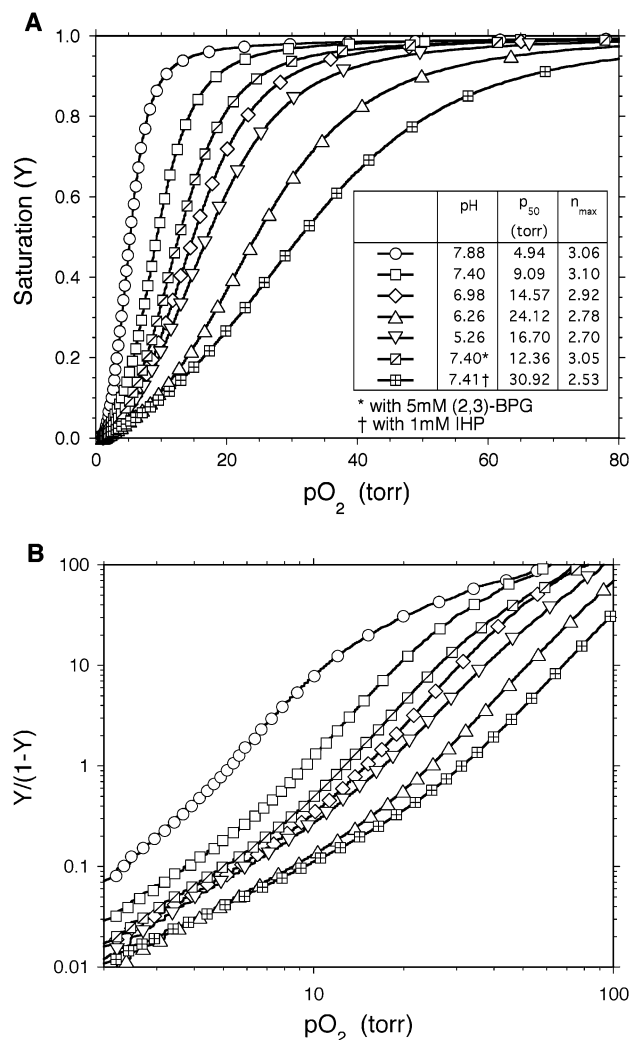 A
1.0
0.8
0.6
0.4
0.2
0.0
Saturation (Y)
0 20 40 60 80
pO2 (torr)
pH p50 (torr) nmax
7.88 4.94 3.06
7.40 9.09 3.10
6.98 14.57 2.92
6.26 24.12 2.78
5.26 16.70 2.70
7.40* 12.36 3.05
7.41† 30.92 2.53
* with 5mM (2,3)-BPG
† with 1mM IHP
B
100
10
1
0.1
0.01
Y/(1-Y)
10 100
pO2 (torr)